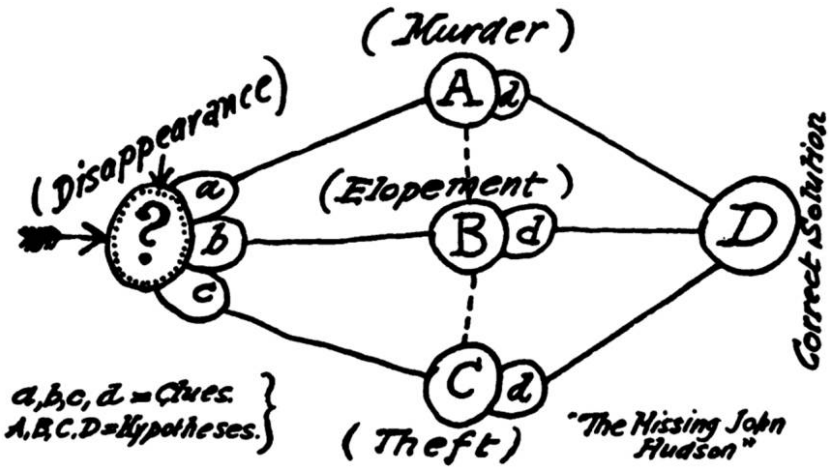 (Murder)
A d
(Disappearance)
a
(Elopement)
? b B d D
c
Correct Solution
C d
a,b,c,d = Clues.
A,B,C.D=Hypotheses.}
(Theft)
"The Missing John
Hudson"